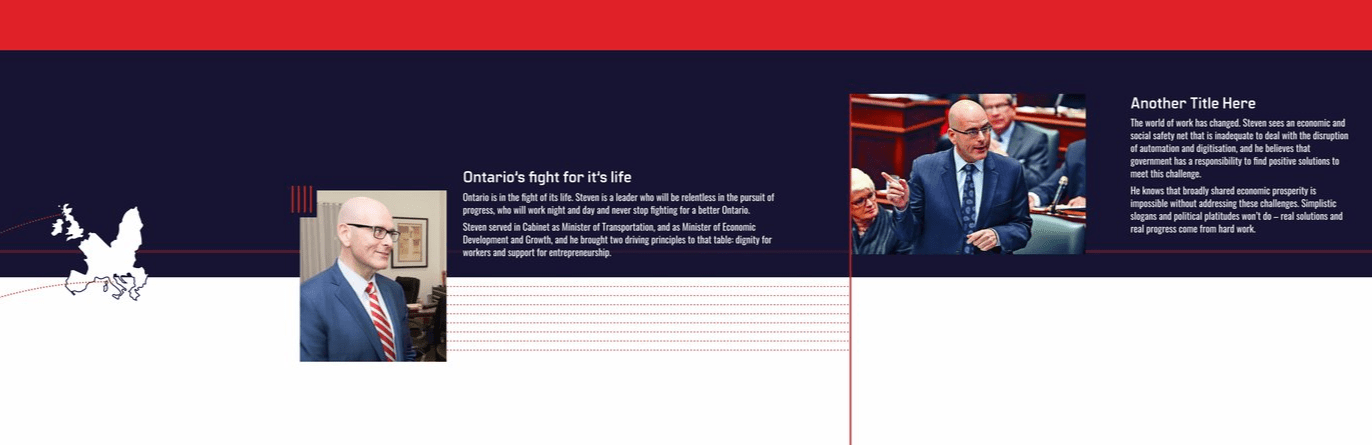 Ontario's fight for it's life
Ontario is in the fight of its life. Steven is a leader who will be relentless in the pursuit of
progress, who will work night and day and never stop fighting for a better Ontario.
Steven served in Cabinet as Minister of Transportation, and as Minister of Economic
Development and Growth, and he brought two driving principles to that table: dignity for
workers and support for entrepreneurship.
Another Title Here
The world of work has changed. Steven sees an economic and
social safety net that is inadequate to deal with the disruption
of automation and digitisation, and he believes that
government has a responsibility to find positive solutions to
meet this challenge.
He knows that broadly shared economic prosperity is
impossible without addressing these challenges. Simplistic
slogans and political platitudes won't do – real solutions and
real progress come from hard work.